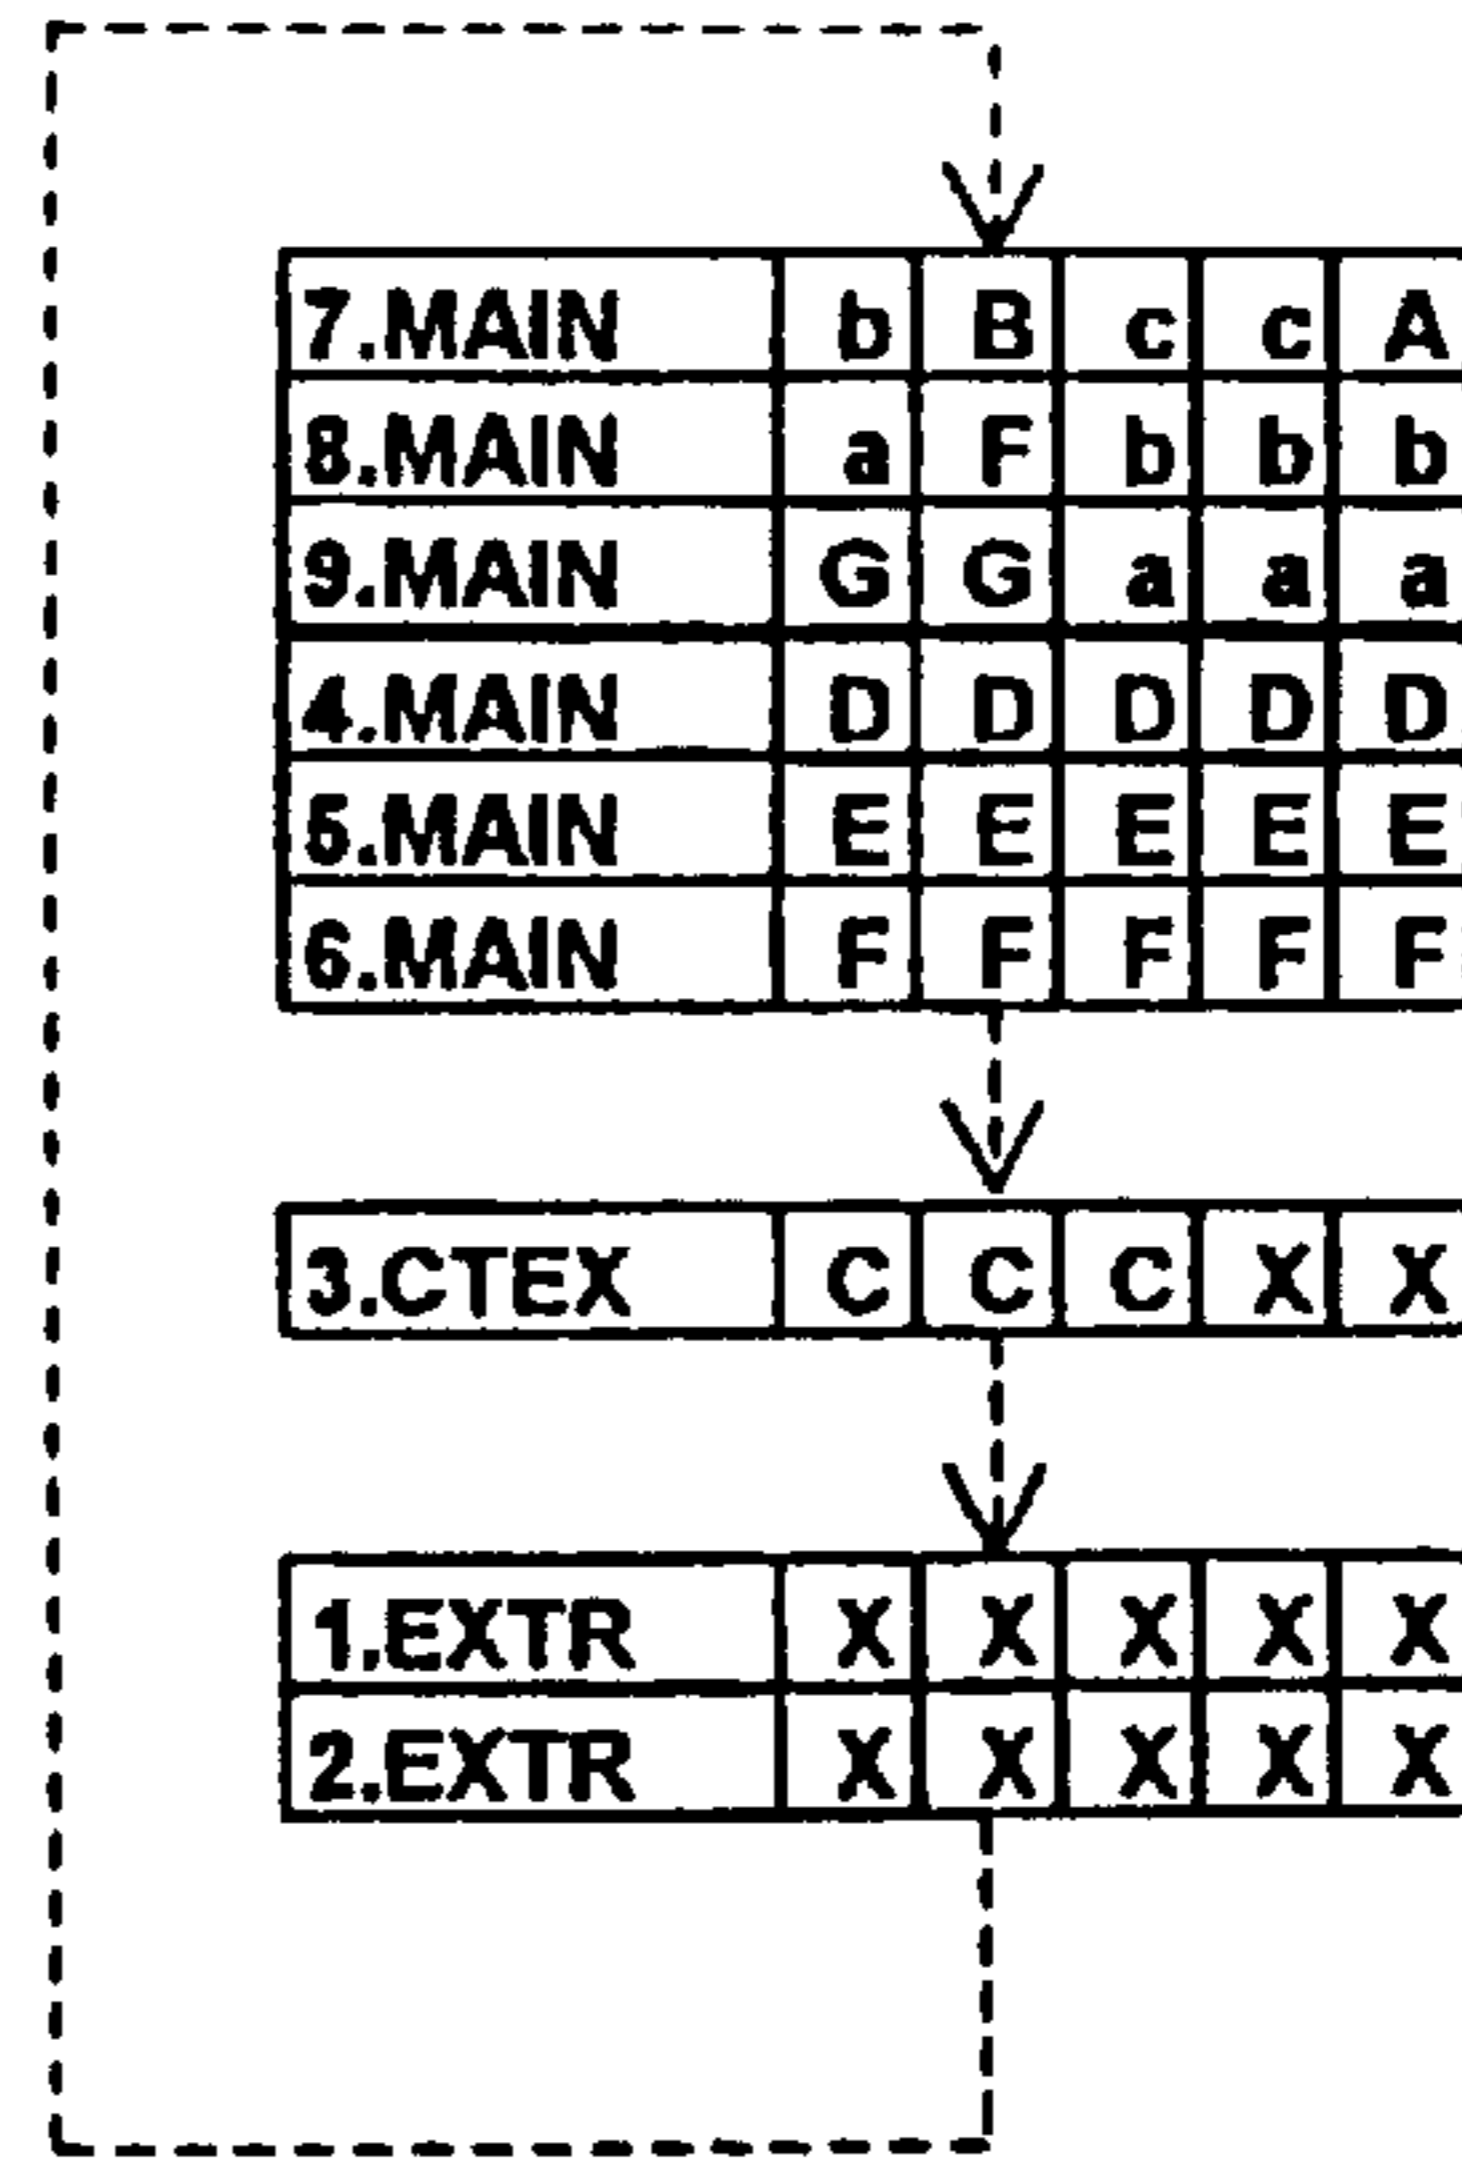 7.MAIN b B c c A
8.MAIN a F b b b
9.MAIN G G a a a
4.MAIN D D D D D
5.MAIN E E E E E
6.MAIN F F F F F
3.CTEX C C C X X
1.EXTR X X X X X
2.EXTR X X X X X